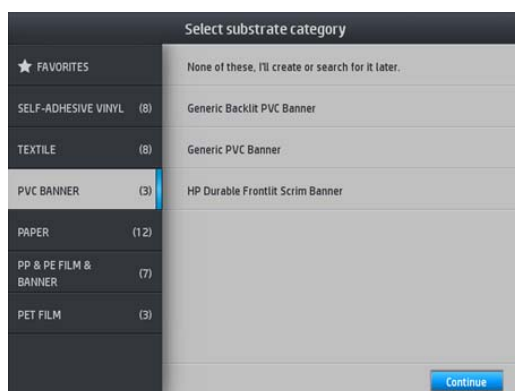 Select substrate category
FAVORITES
SELF-ADHESIVE VINYL (8)
TEXTILE (8)
PVC BANNER (3)
PAPER (12)
PP & PE FILM &
BANNER (7)
PET FILM (3)
None of these, I'll create or search for it later.
Generic Backlit PVC Banner
Generic PVC Banner
HP Durable Frontlit Scrim Banner
Continue